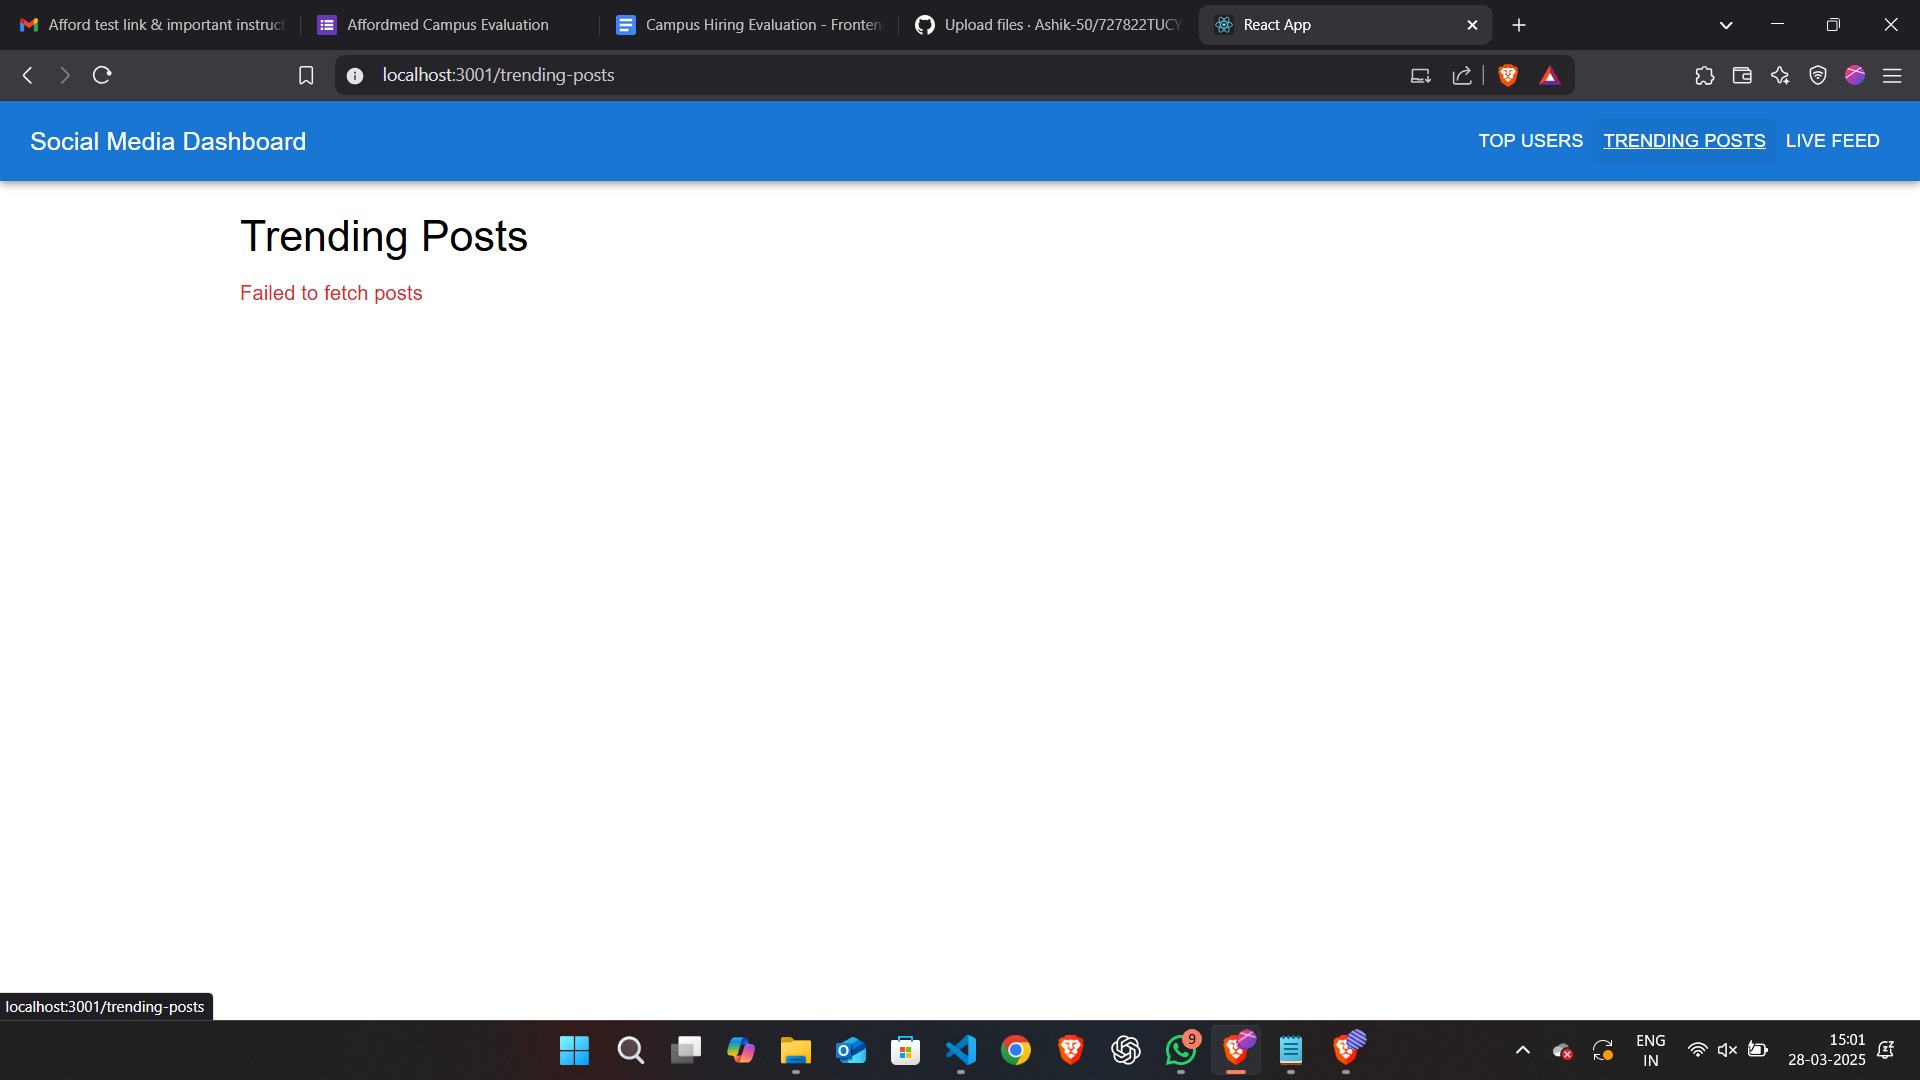 Afford test link & important instruct
Affordmed Campus Evaluation
Campus Hiring Evaluation - Fronten
Upload files · Ashik-50/727822TUCY
React App
localhost:3001/trending-posts
Social Media Dashboard
TOP USERS
TRENDING POSTS
LIVE FEED
Trending Posts
Failed to fetch posts
localhost:3001/trending-posts
9
ENG
IN
15:01
28-03-2025